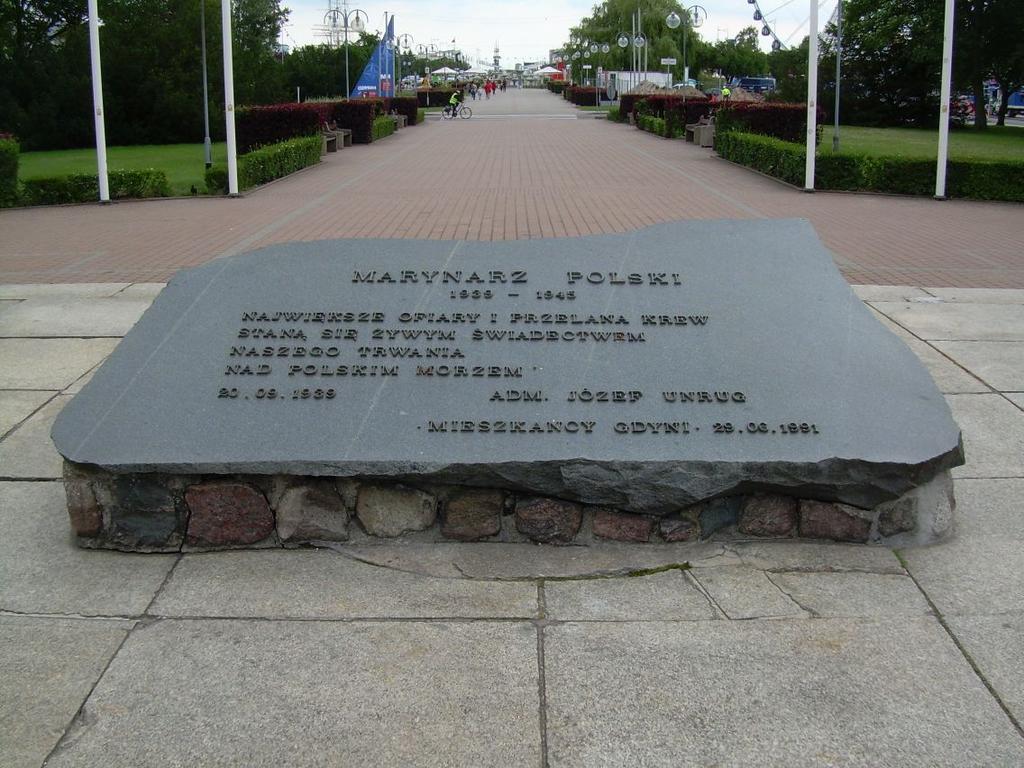 MARYNARZ POLSKI
1939 - 1945
NAJWIĘKSZE OFIARY I PRZELANA KREW
STANĄ SIĘ ŻYWYM ŚWIADECTWEM
NASZEGO TRWANIA
NAD POLSKIM MORZEM
20.09.1939 ADM. JÓZEF UNRUG
· MIESZKAŃCY GDYNI · 29.06.1991